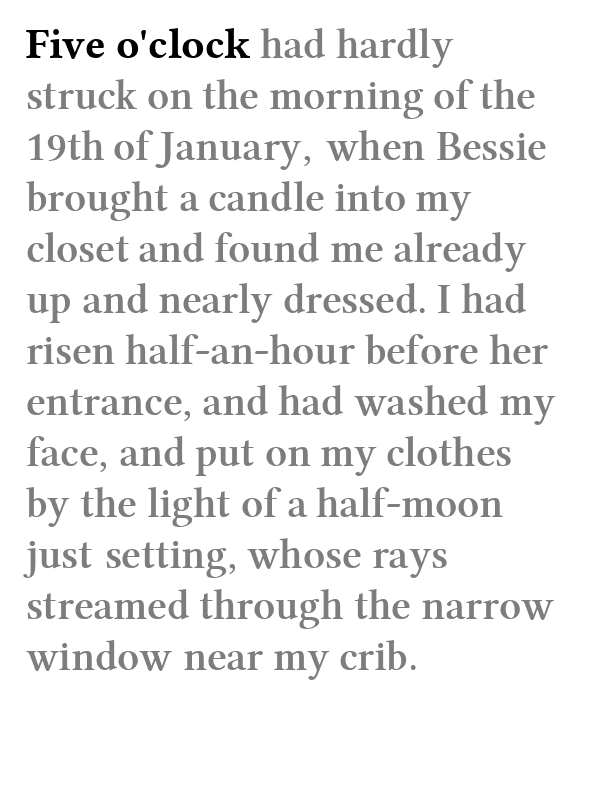 Five o'clock had hardly
struck on the morning of the
19th of January, when Bessie
brought a candle into my
closet and found me already
up and nearly dressed. I had
risen half-an-hour before her
entrance, and had washed my
face, and put on my clothes
by the light of a half-moon
just setting, whose rays
streamed through the narrow
window near my crib.